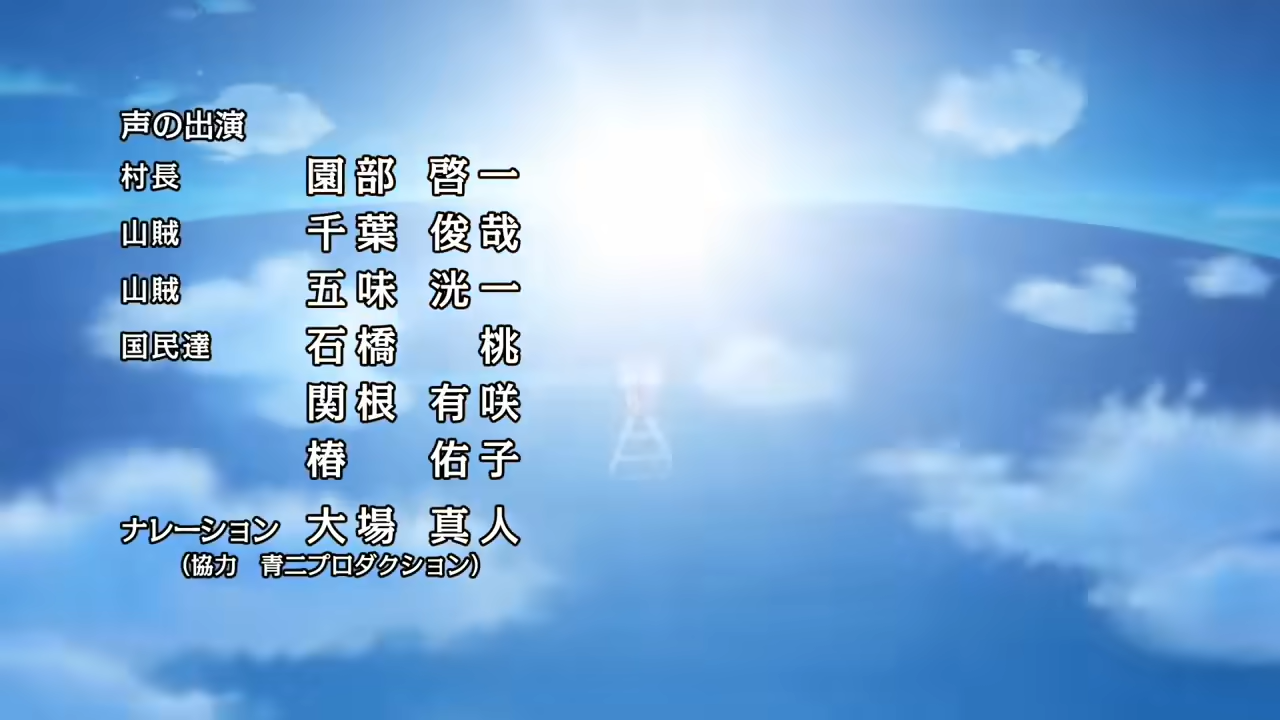 声の出演
村長 園部 啓一
山賊 千葉 俊哉
山賊 五味 洸一
国民達 石橋 桃
関根 有咲
椿 佑子
ナレーション 大場 真人
(協力 青二プロダクション)